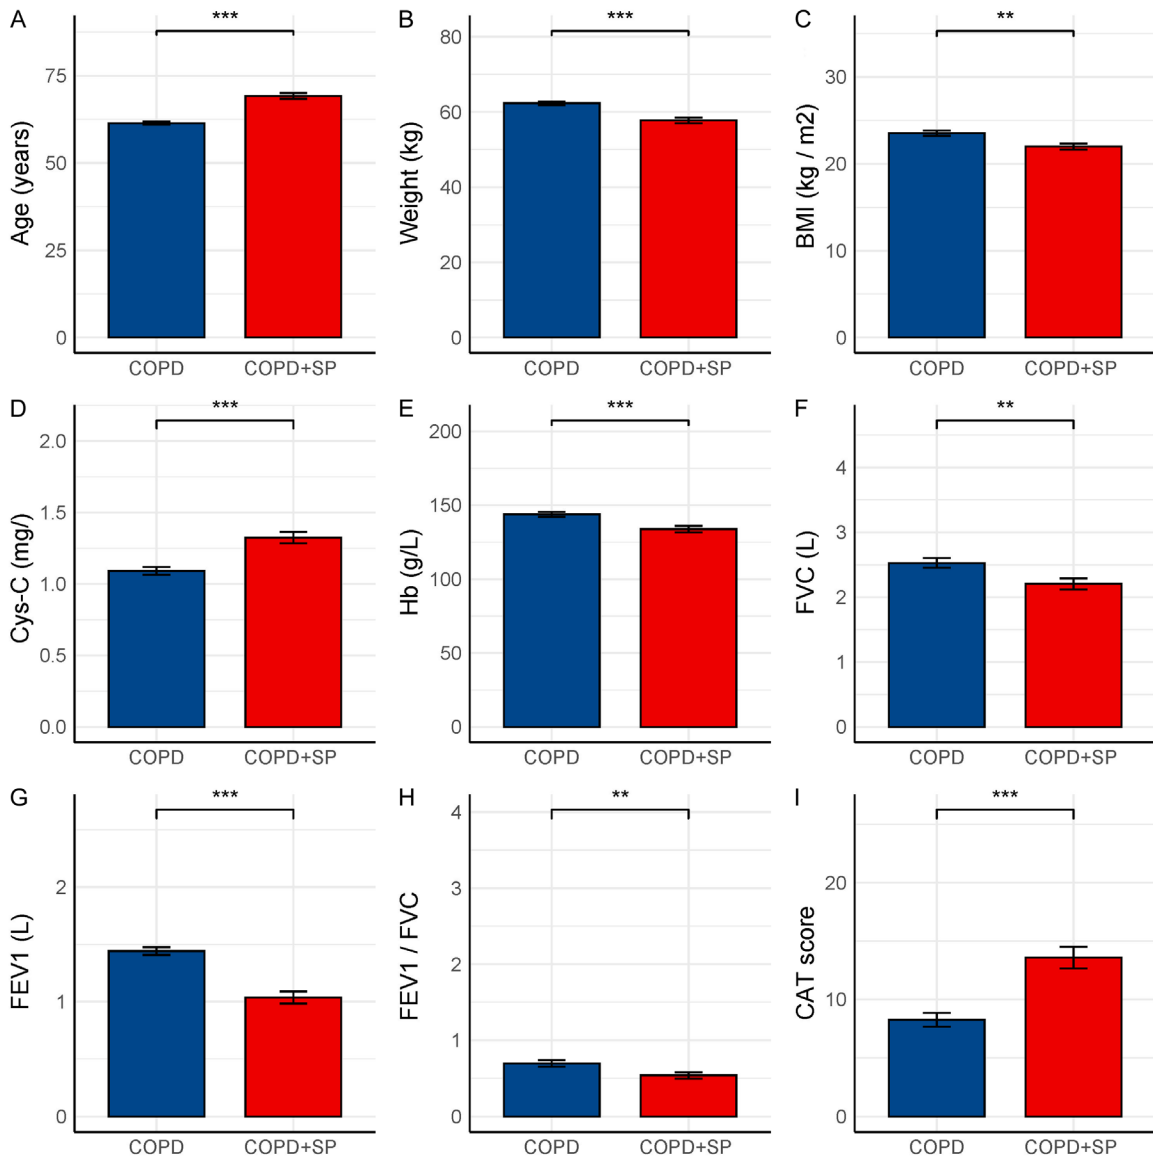 A
***
Age (years)
75
50
25
0
COPD
COPD+SP
B
***
Weight (kg)
80
60
40
20
0
COPD
COPD+SP
C
**
BMI (kg / m2)
30
20
10
0
COPD
COPD+SP
D
***
Cys-C (mg/)
2.0
1.5
1.0
0.5
0.0
COPD
COPD+SP
E
***
Hb (g/L)
200
150
100
50
0
COPD
COPD+SP
F
**
FVC (L)
4
3
2
1
0
COPD
COPD+SP
G
***
FEV1 (L)
2
1
0
COPD
COPD+SP
H
**
FEV1 / FVC
4
3
2
1
0
COPD
COPD+SP
I
***
CAT score
20
10
0
COPD
COPD+SP